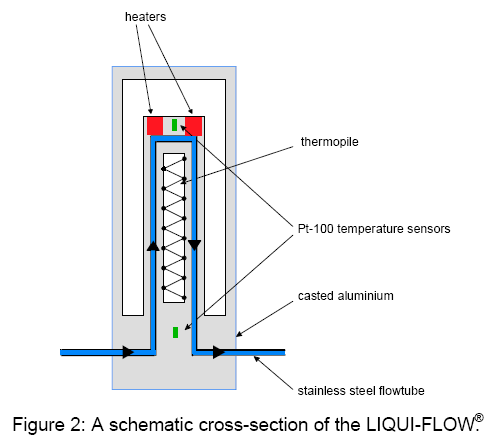 heaters
thermopile
Pt-100 temperature sensors
casted aluminium
stainless steel flowtube
Figure 2: A schematic cross-section of the LIQUI-FLOW.®